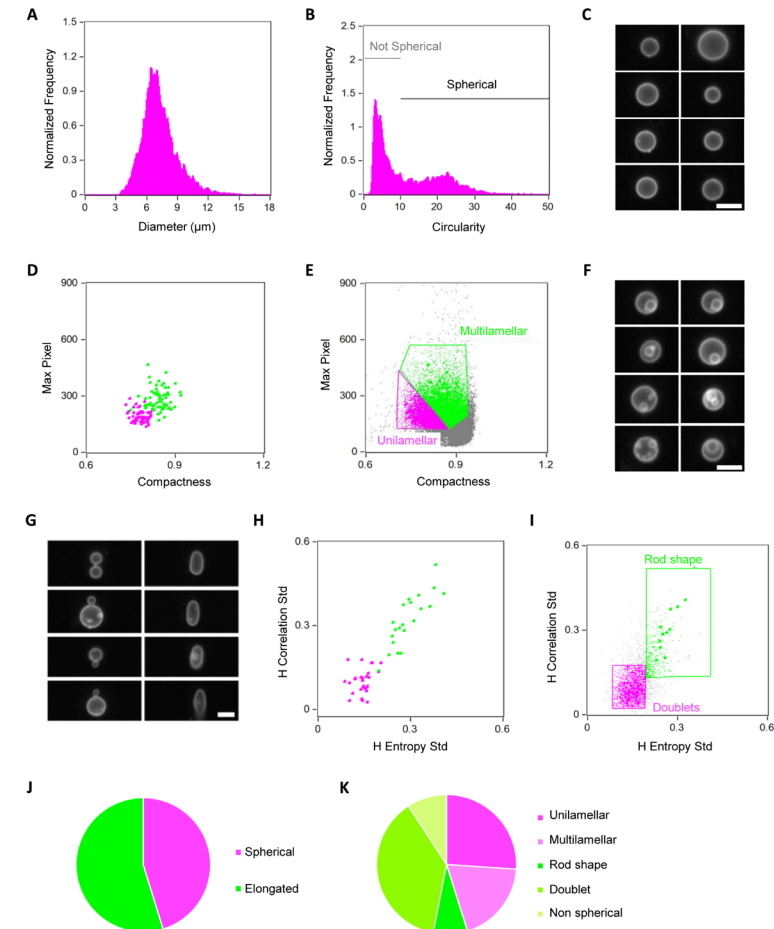 A
B
C
1.5
1.2
0.9
0.6
0.3
0
Normalized Frequency
0 3 6 9 12 15 18
Diameter (μm)
2.5
2
1.5
1
0.5
0
Normalized Frequency
Not Spherical
Spherical
0 10 20 30 40 50
Circularity
D
E
F
900
600
300
0
Max Pixel
0.6 0.9 1.2
Compactness
900
600
300
0
Max Pixel
Multilamellar
Unilamellar
0.6 0.9 1.2
Compactness
G
H
I
0.6
0.3
0
H Correlation Std
0 0.3 0.6
H Entropy Std
0.6
0.3
0
H Correlation Std
Rod shape
Doublets
0 0.3 0.6
H Entropy Std
J
K
Spherical
Elongated
Unilamellar
Multilamellar
Rod shape
Doublet
Non spherical